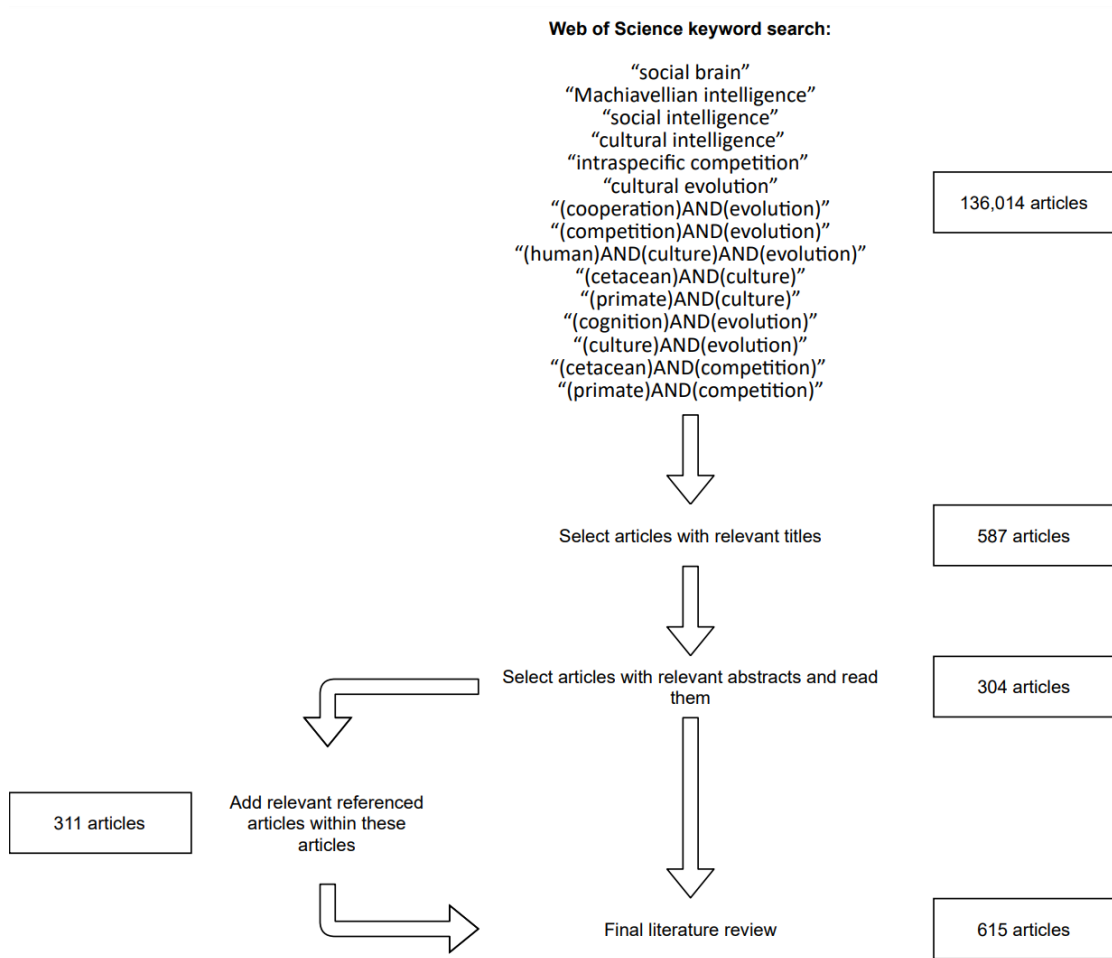 Web of Science keyword search:
“social brain”
“Machiavellian intelligence”
“social intelligence”
“cultural intelligence”
“intraspecific competition”
“cultural evolution”
“(cooperation)AND(evolution)”
“(competition)AND(evolution)”
“(human)AND(culture)AND(evolution)”
“(cetacean)AND(culture)”
“(primate)AND(culture)”
“(cognition)AND(evolution)”
“(culture)AND(evolution)”
“(cetacean)AND(competition)”
“(primate)AND(competition)”
136,014 articles
Select articles with relevant titles
587 articles
Select articles with relevant abstracts and read
them
304 articles
311 articles
Add relevant referenced
articles within these
articles
Final literature review
615 articles